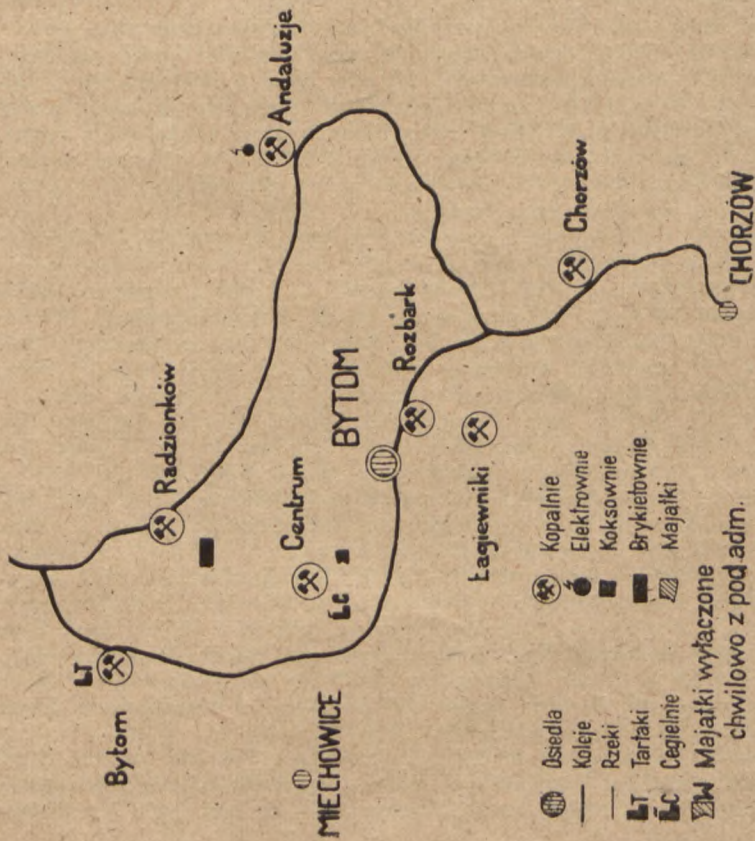 Andaluzje
Radzionków
Bytom
Centrum
BYTOM
Rozbark
Chorzów
Łagiewniki
MIECHOWICE
CHORZÓW
Osiedla
Koleje
Rzeki
T Tartaki
C Cegielnie
W Majątki wyłączone
chwilowo z pod adm.
Kopalnie
Elektrownie
Koksownie
Brykietownie
Majątki
T
C